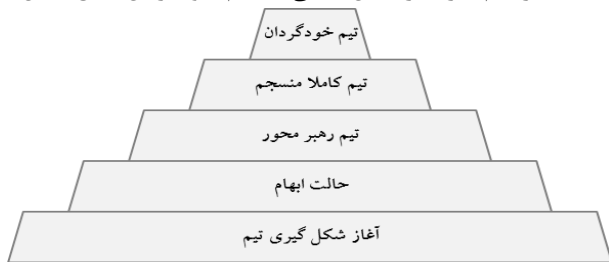 تیم خودگردان
تیم کاملا منسجم
تیم رهبر محور
حالت ابهام
آغاز شکل گیری تیم